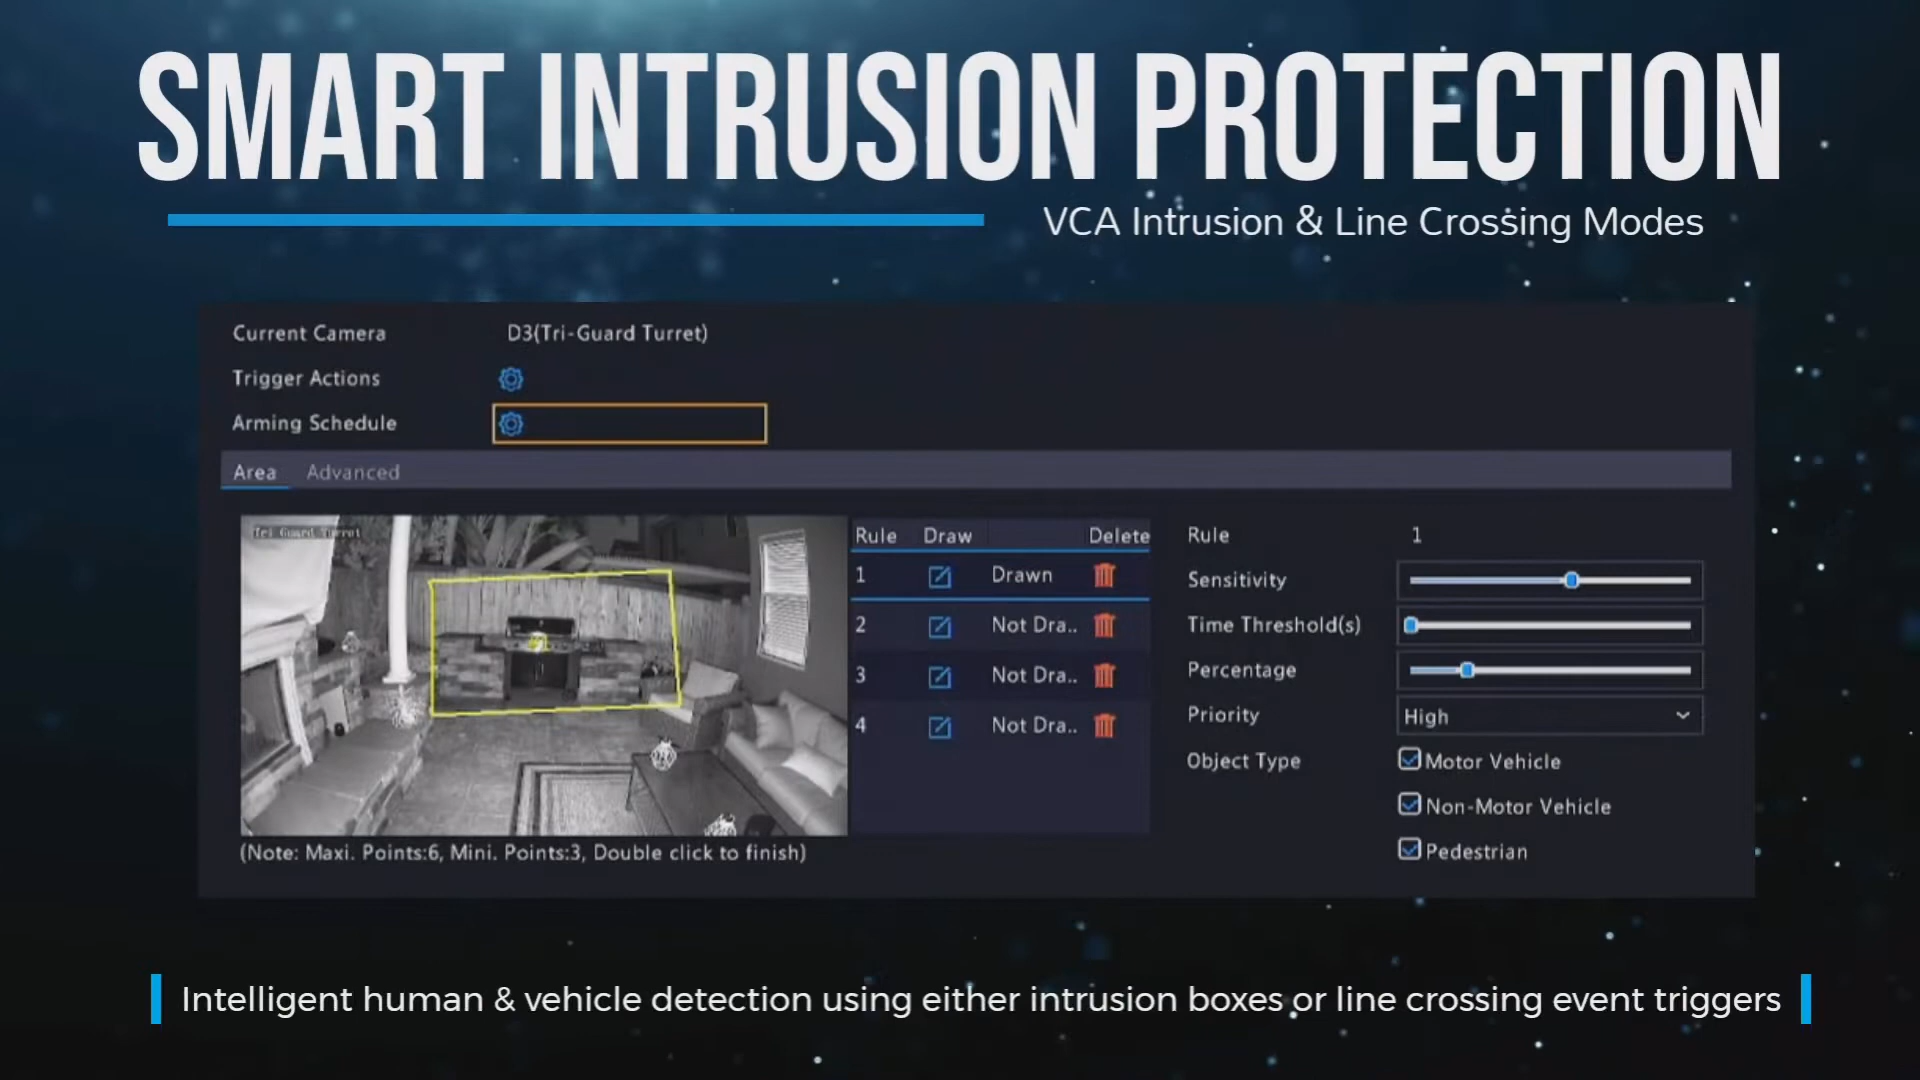 SMART INTRUSION PROTECTION
VCA Intrusion & Line Crossing Modes
Current Camera D3(Tri-Guard Turret)
Trigger Actions
Arming Schedule
Area Advanced
Tri Guard Turret
Rule Draw Delete
1 Drawn
2 Not Dra..
3 Not Dra..
4 Not Dra..
Rule 1
Sensitivity
Time Threshold(s)
Percentage
Priority High
Object Type Motor Vehicle
Non-Motor Vehicle
Pedestrian
(Note: Maxi. Points:6, Mini. Points:3, Double click to finish)
Intelligent human & vehicle detection using either intrusion boxes or line crossing event triggers